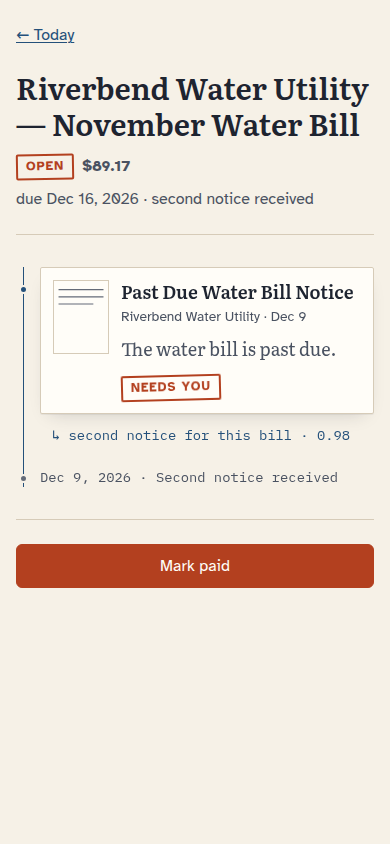 ← Today
Riverbend Water Utility
— November Water Bill
OPEN $89.17
due Dec 16, 2026 · second notice received
Past Due Water Bill Notice
Riverbend Water Utility · Dec 9
The water bill is past due.
NEEDS YOU
↳ second notice for this bill · 0.98
Dec 9, 2026 · Second notice received
Mark paid